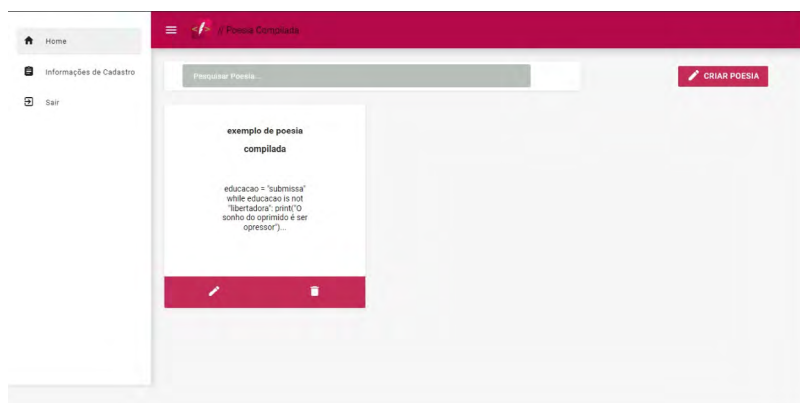 Home
Informações de Cadastro
Sair
</> // Poesia Compilada
Pesquisar Poesia...
CRIAR POESIA
exemplo de poesia
compilada
educacao = "submissa"
while educacao is not
"libertadora": print("O
sonho do oprimido é ser
opressor")...